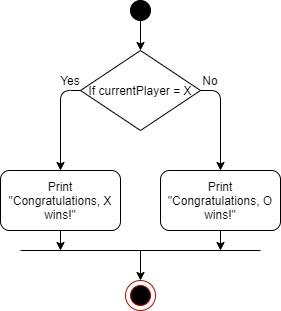 Yes
No
If currentPlayer = X
Print
"Congratulations, X
wins!"
Print
"Congratulations, O
wins!"